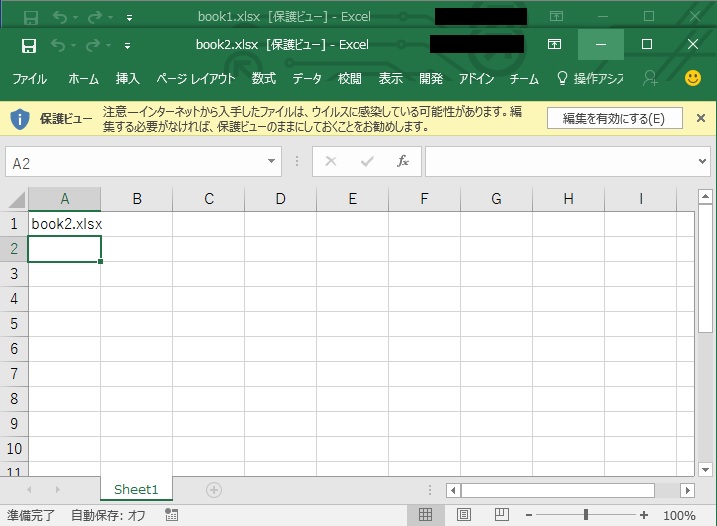 book1.xlsx [保護ビュー] - Excel
book2.xlsx [保護ビュー] - Excel
ファイル ホーム 挿入 ページ レイアウト 数式 データ 校閲 表示 開発 アドイン チーム 操作アシス
保護ビュー 注意—インターネットから入手したファイルは、ウイルスに感染している可能性があります。編
集する必要がなければ、保護ビューのままにしておくことをお勧めします。
編集を有効にする(E)
A2 fx
A B C D E F G H I
1 book2.xlsx
2
3
4
5
6
7
8
9
10
11
Sheet1
準備完了 自動保存: オフ 100%